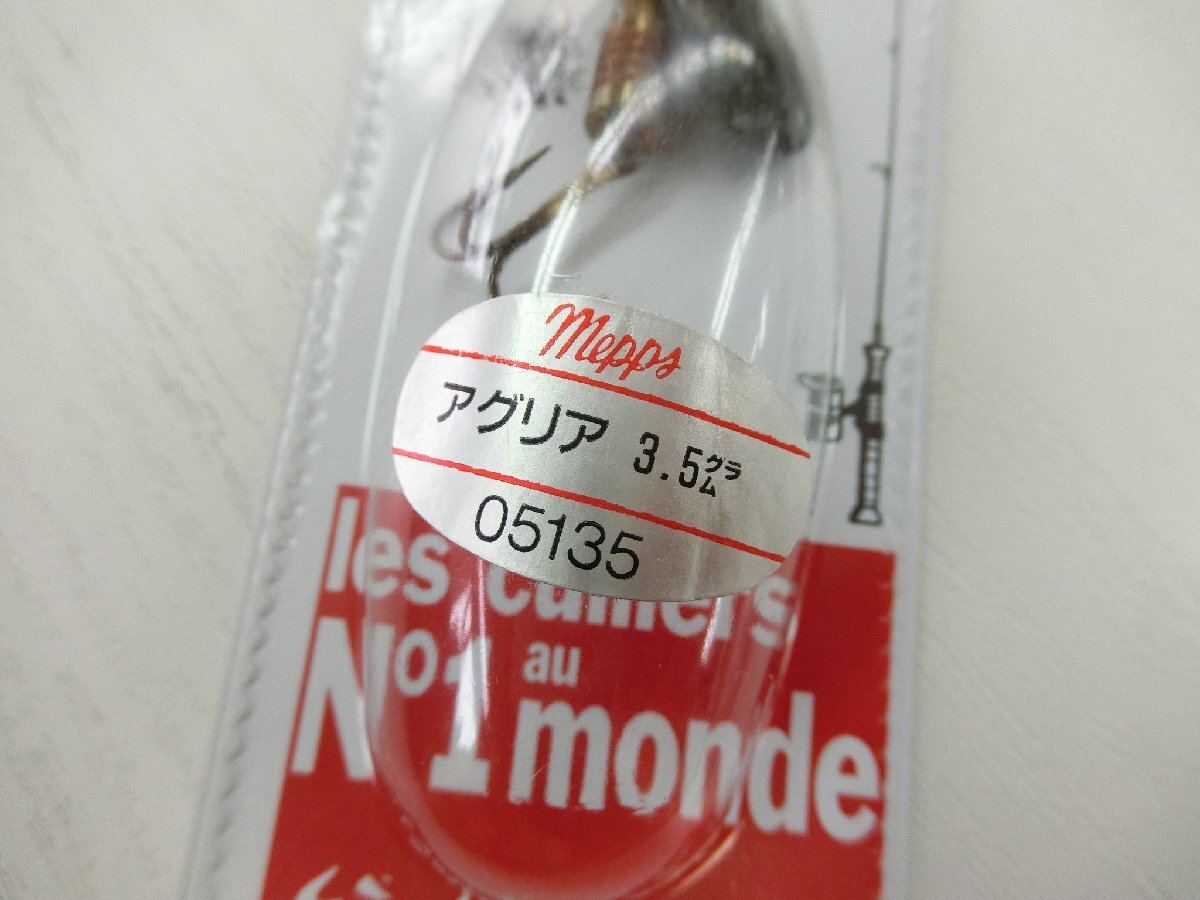 Mepps
アグリア 3.5グラム
05135
les cuillers
N°1 au
monde